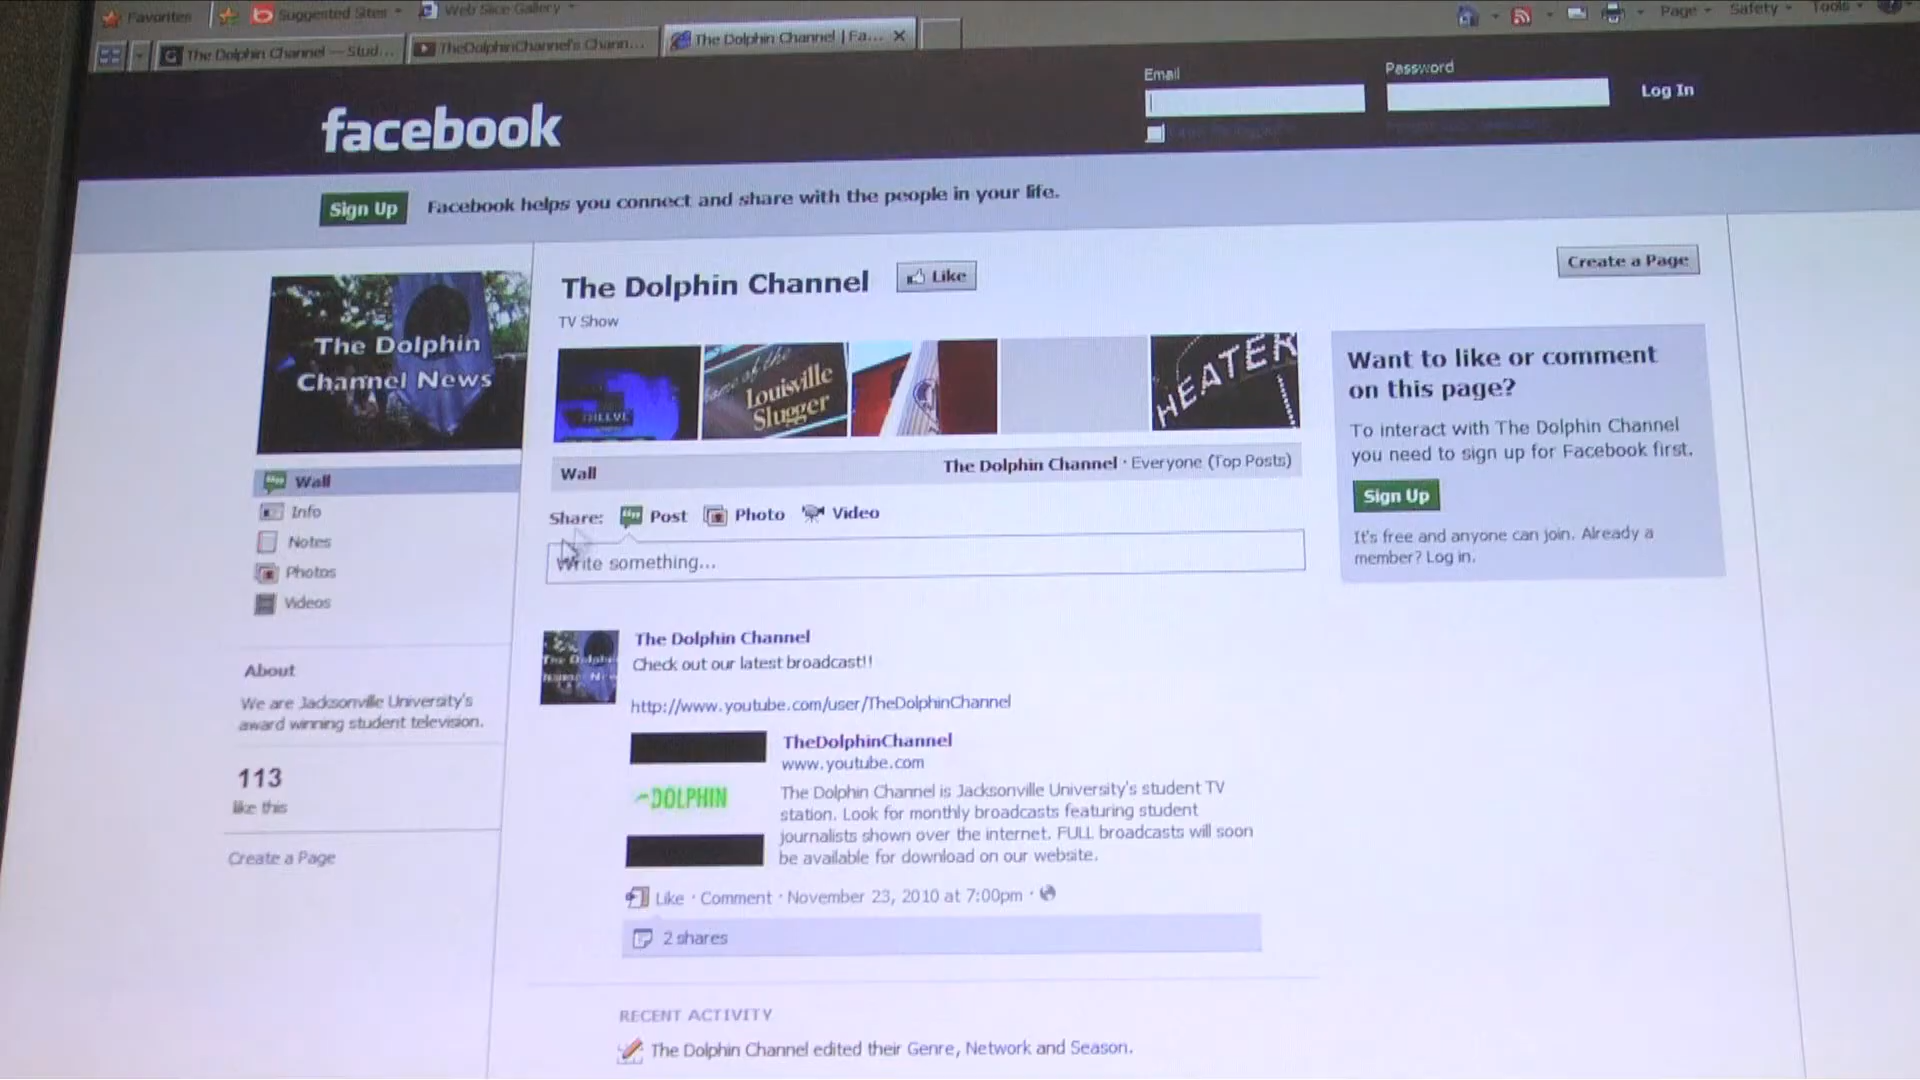 Favorites
Suggested Sites
Web Slice Gallery
Page
Safety
Tools
The Dolphin Channel — Stud...
TheDolphinChannel's Chann...
The Dolphin Channel | Fa...
facebook
Email
Password
Log In
Sign Up
Facebook helps you connect and share with the people in your life.
The Dolphin
Channel News
The Dolphin Channel
Like
Create a Page
TV Show
Home of the
Louisville
Slugger
HEATER
Wall
Info
Notes
Photos
Videos
About
We are Jacksonville University's
award winning student television.
113
like this
Create a Page
Wall
The Dolphin Channel · Everyone (Top Posts)
Share: Post Photo Video
Write something...
The Dolphin Channel
Check out our latest broadcast!!
http://www.youtube.com/user/TheDolphinChannel
TheDolphinChannel
www.youtube.com
DOLPHIN
The Dolphin Channel is Jacksonville University's student TV
station. Look for monthly broadcasts featuring student
journalists shown over the internet. FULL broadcasts will soon
be available for download on our website.
Like · Comment · November 23, 2010 at 7:00pm ·
2 shares
RECENT ACTIVITY
The Dolphin Channel edited their Genre, Network and Season.
Want to like or comment
on this page?
To interact with The Dolphin Channel
you need to sign up for Facebook first.
Sign Up
It's free and anyone can join. Already a
member? Log in.